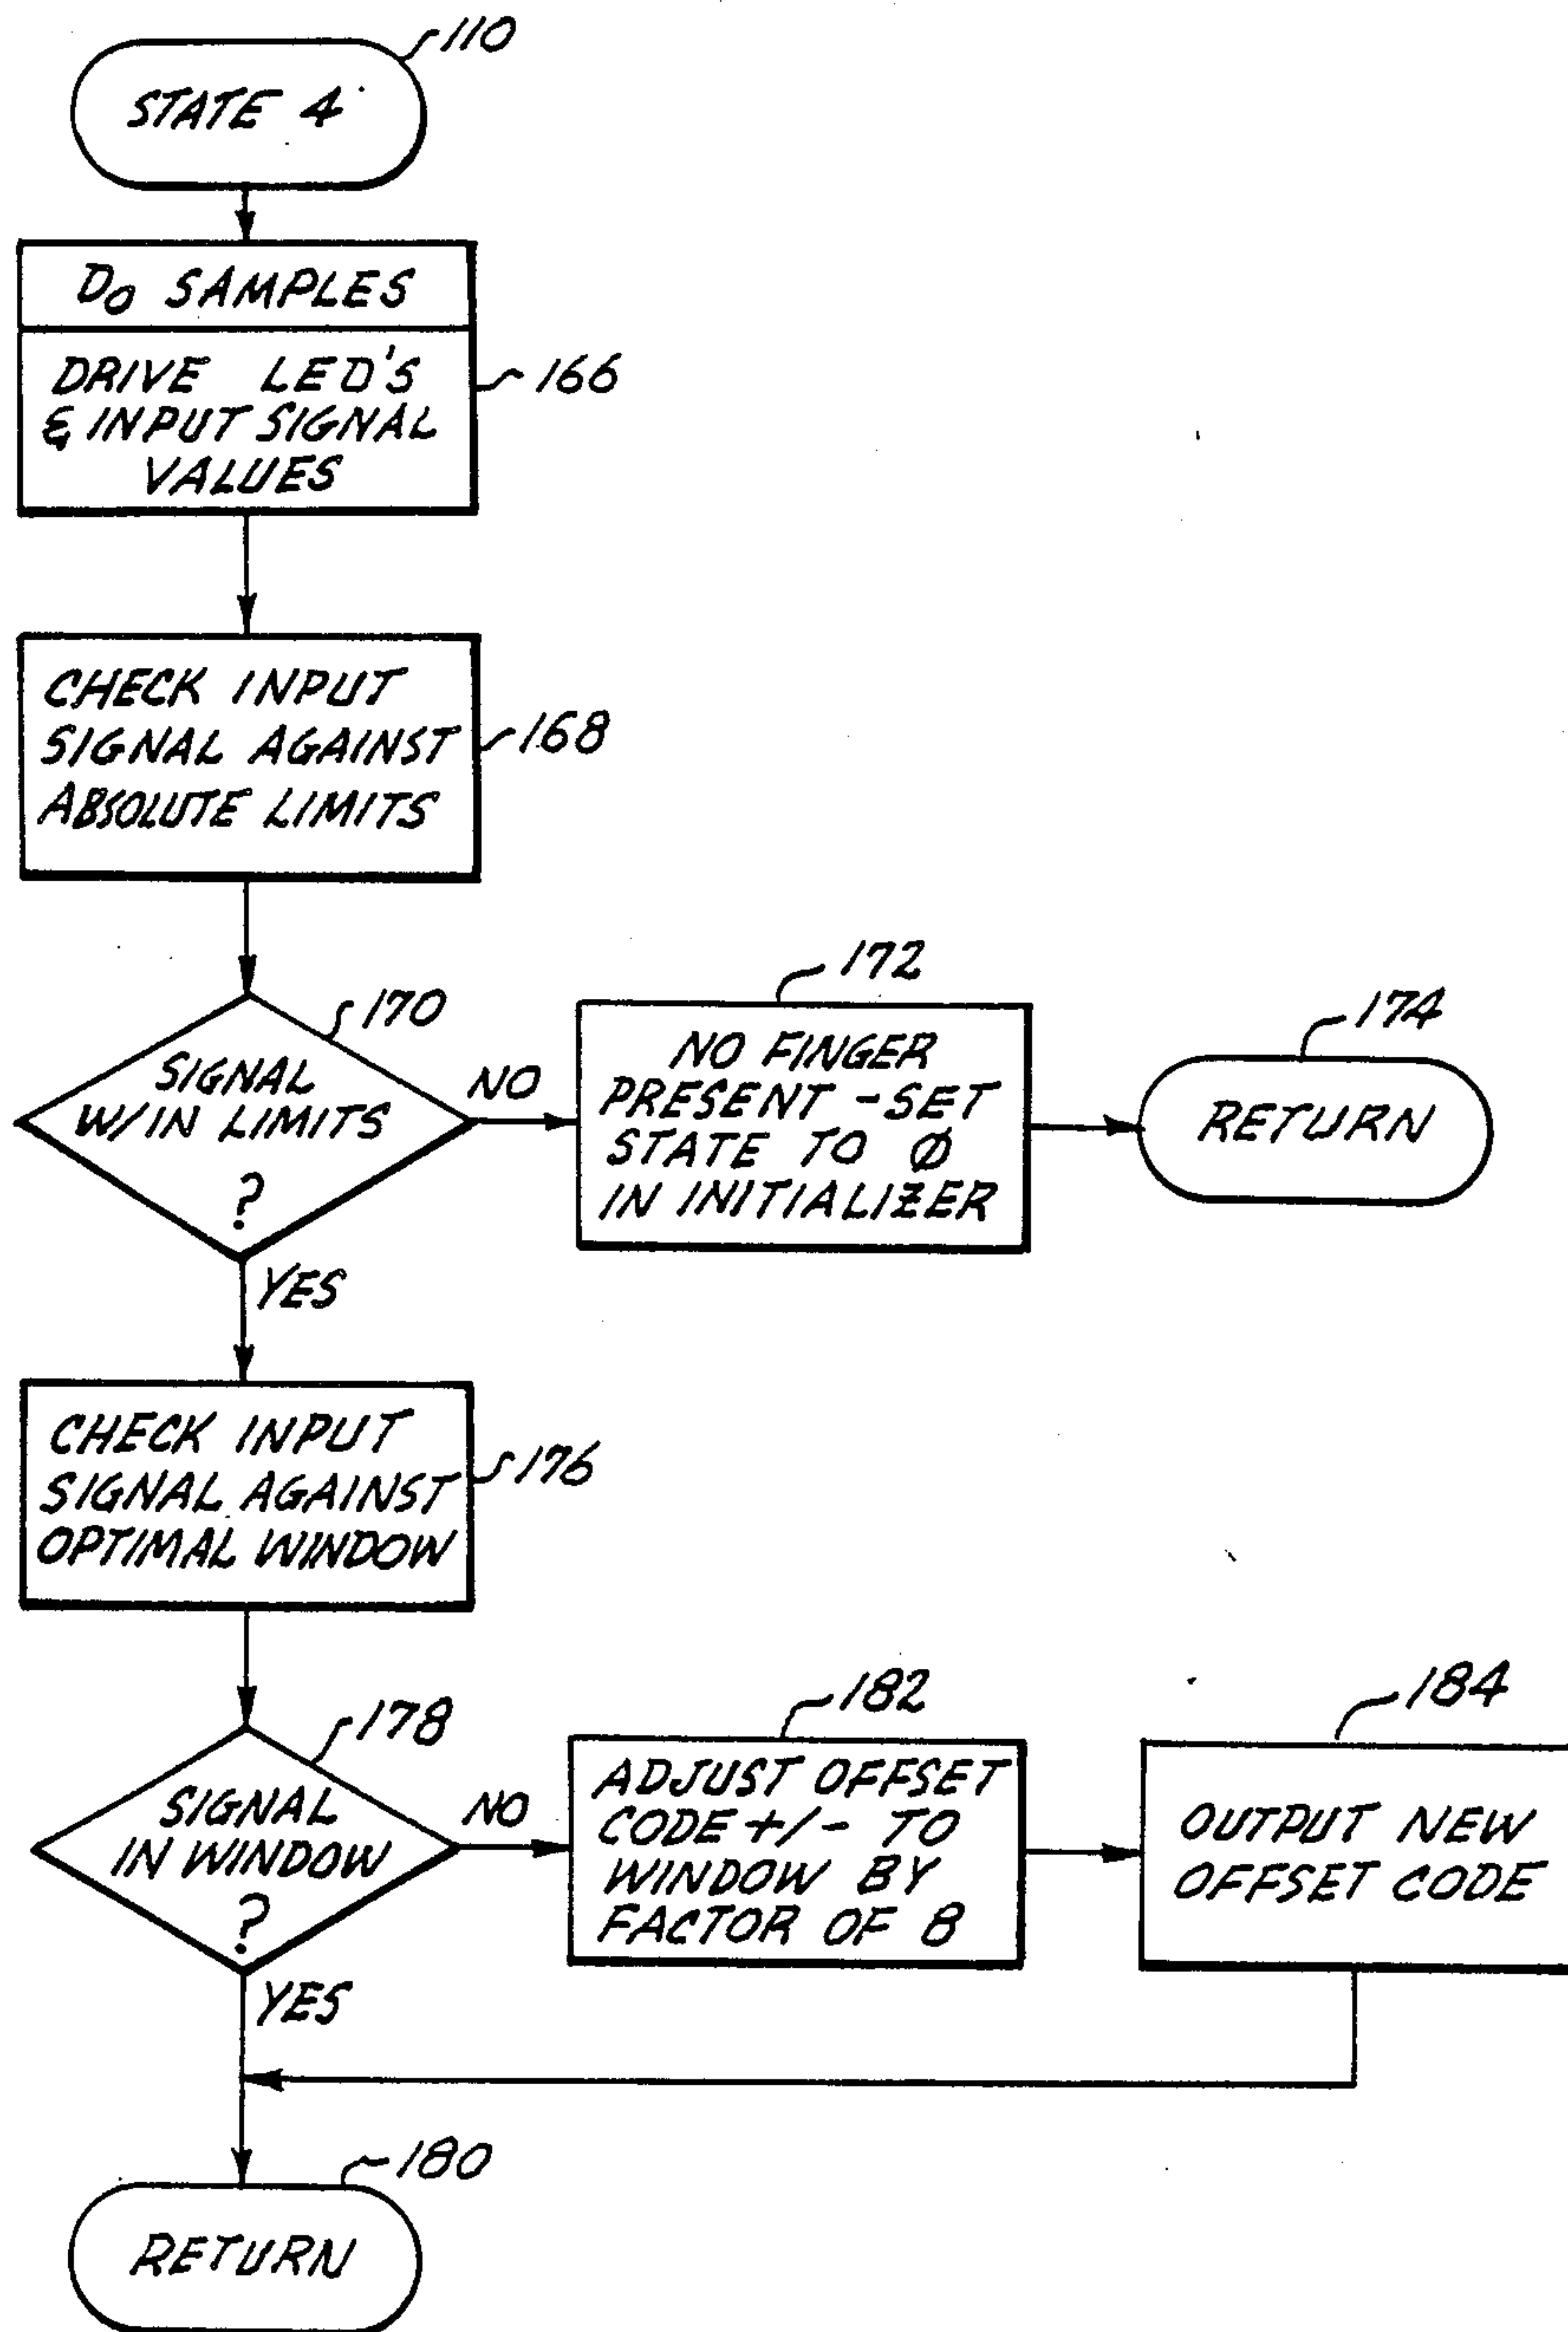 110
STATE 4
DO SAMPLES
DRIVE LED'S
& INPUT SIGNAL
VALUES
166
CHECK INPUT
SIGNAL AGAINST
ABSOLUTE LIMITS
168
170
SIGNAL
W/IN LIMITS
?
NO
YES
172
NO FINGER
PRESENT -SET
STATE TO Ø
IN INITIALIZER
174
RETURN
CHECK INPUT
SIGNAL AGAINST
OPTIMAL WINDOW
176
178
SIGNAL
IN WINDOW
?
NO
YES
182
ADJUST OFFSET
CODE +/- TO
WINDOW BY
FACTOR OF 8
184
OUTPUT NEW
OFFSET CODE
180
RETURN